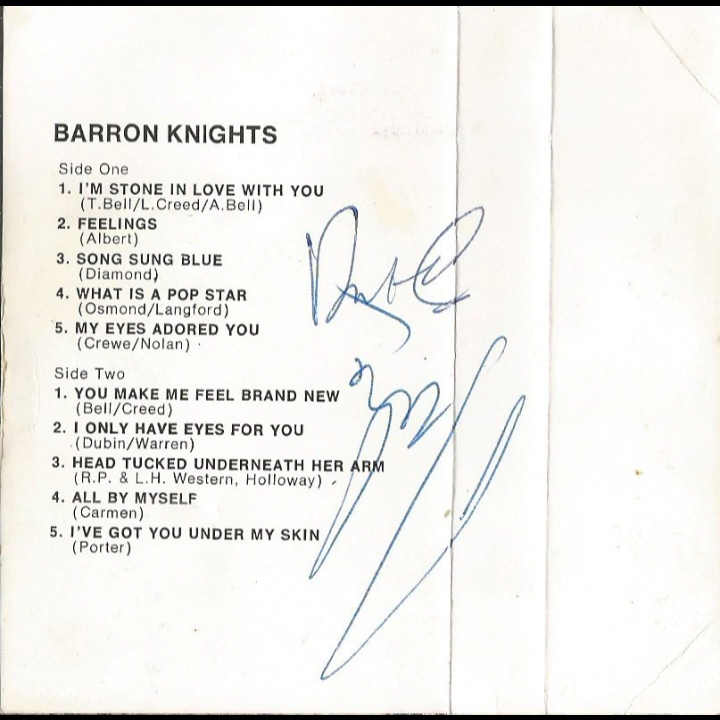 BARRON KNIGHTS
Side One
1. I'M STONE IN LOVE WITH YOU
(T.Bell/L.Creed/A.Bell)
2. FEELINGS
(Albert)
3. SONG SUNG BLUE
(Diamond)
4. WHAT IS A POP STAR
(Osmond/Langford)
5. MY EYES ADORED YOU
(Crewe/Nolan)
Side Two
1. YOU MAKE ME FEEL BRAND NEW
(Bell/Creed)
2. I ONLY HAVE EYES FOR YOU
(Dubin/Warren)
3. HEAD TUCKED UNDERNEATH HER ARM
(R.P. & L.H. Western, Holloway)
4. ALL BY MYSELF
(Carmen)
5. I'VE GOT YOU UNDER MY SKIN
(Porter)